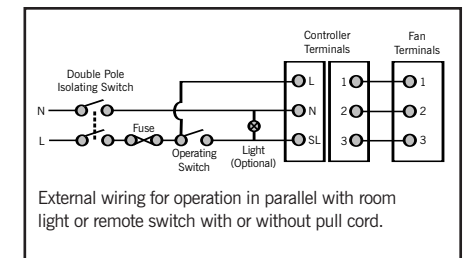 Controller
Terminals
Fan
Terminals
Double Pole
Isolating Switch
L 1 1
N N 2 2
L Fuse SL 3 3
Operating
Switch
Light
(Optional)
External wiring for operation in parallel with room
light or remote switch with or without pull cord.